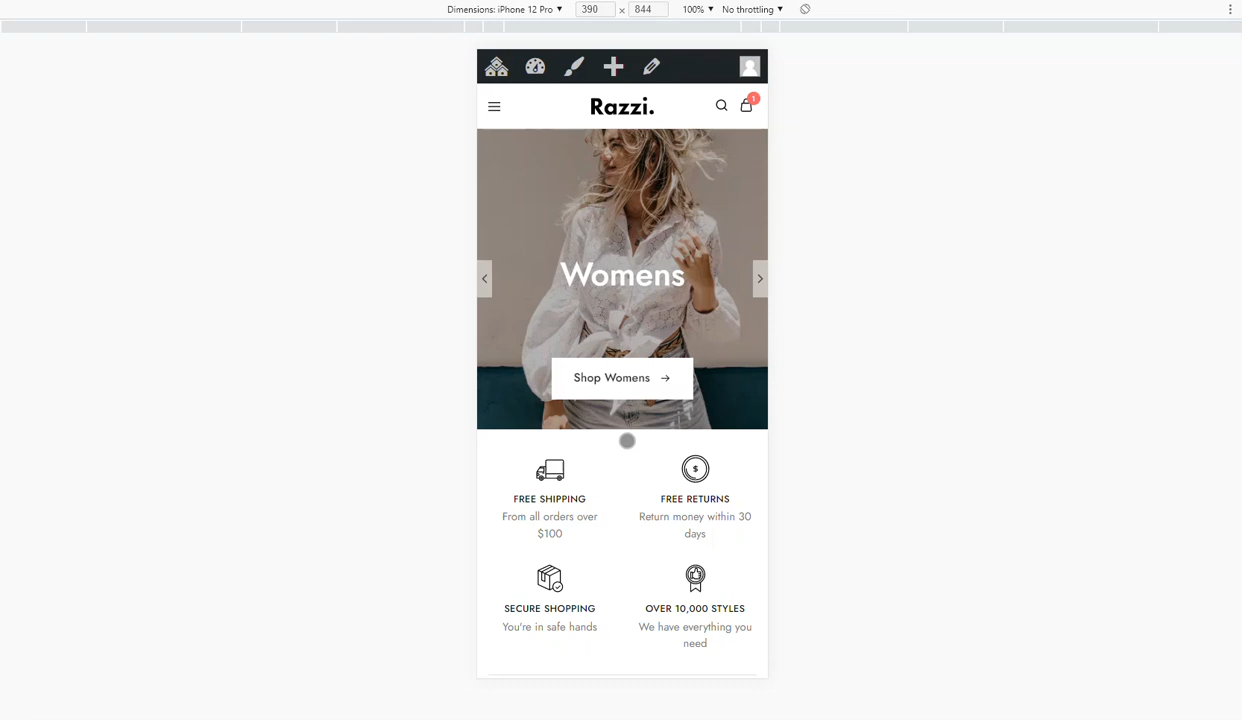 Dimensions: iPhone 12 Pro ▼ 390 × 844 100% ▼ No throttling ▼
Razzi.
1
Womens
Shop Womens →
FREE SHIPPING
From all orders over
$100
$
FREE RETURNS
Return money within 30
days
SECURE SHOPPING
You're in safe hands
OVER 10,000 STYLES
We have everything you
need